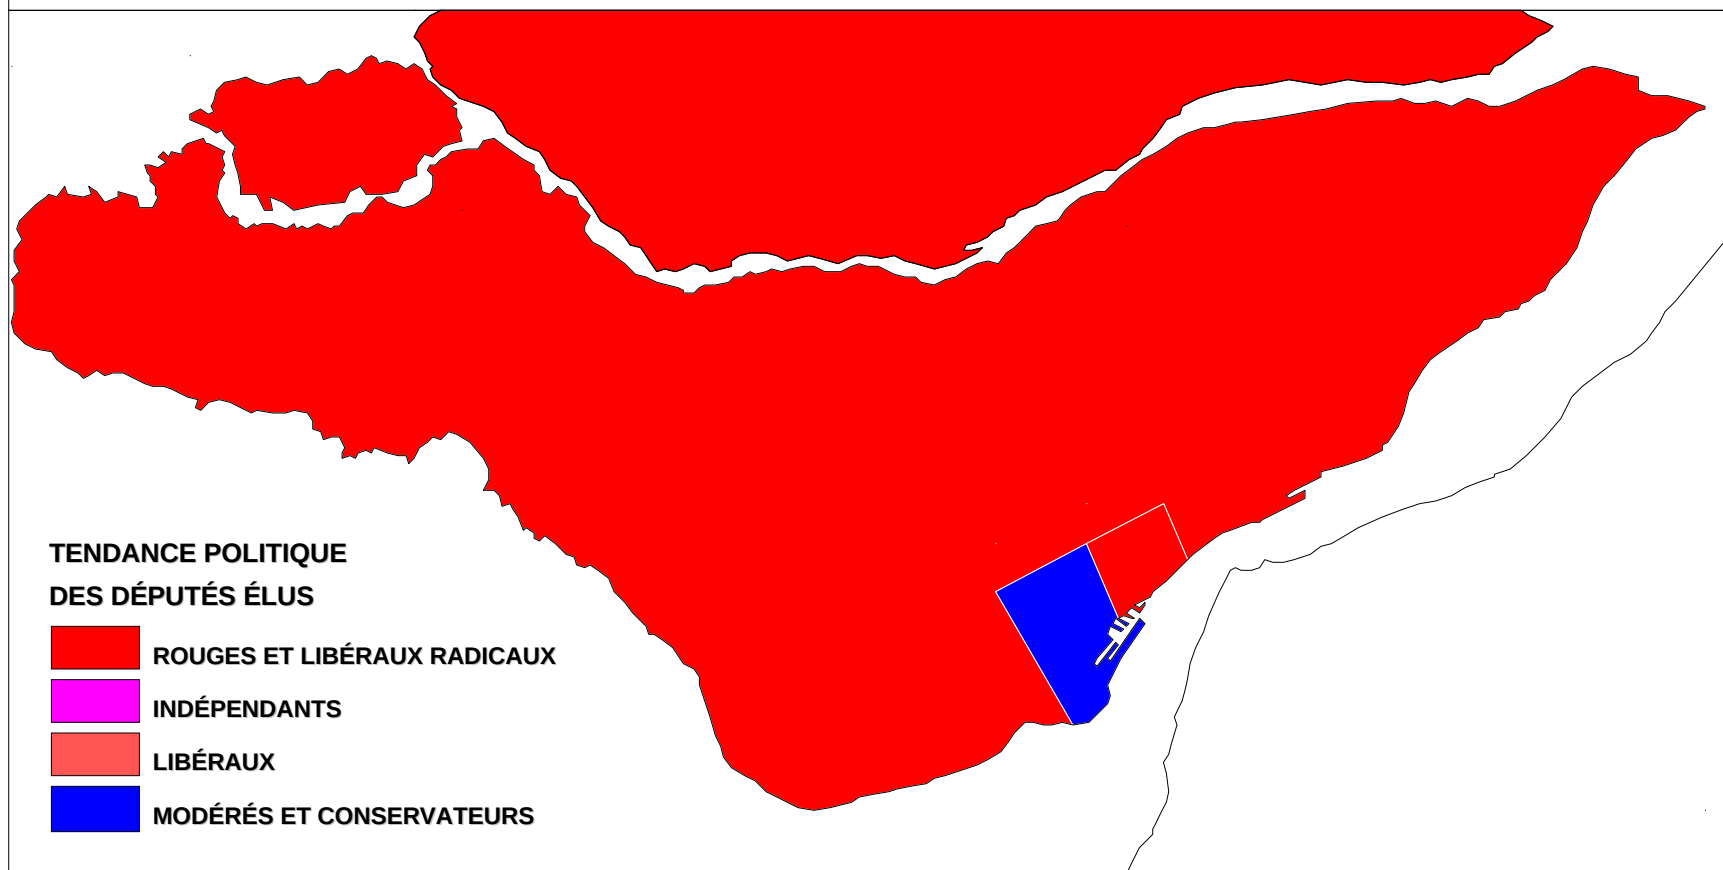 TENDANCE POLITIQUE
DES DÉPUTÉS ÉLUS
ROUGES ET LIBÉRAUX RADICAUX
INDÉPENDANTS
LIBÉRAUX
MODÉRÉS ET CONSERVATEURS